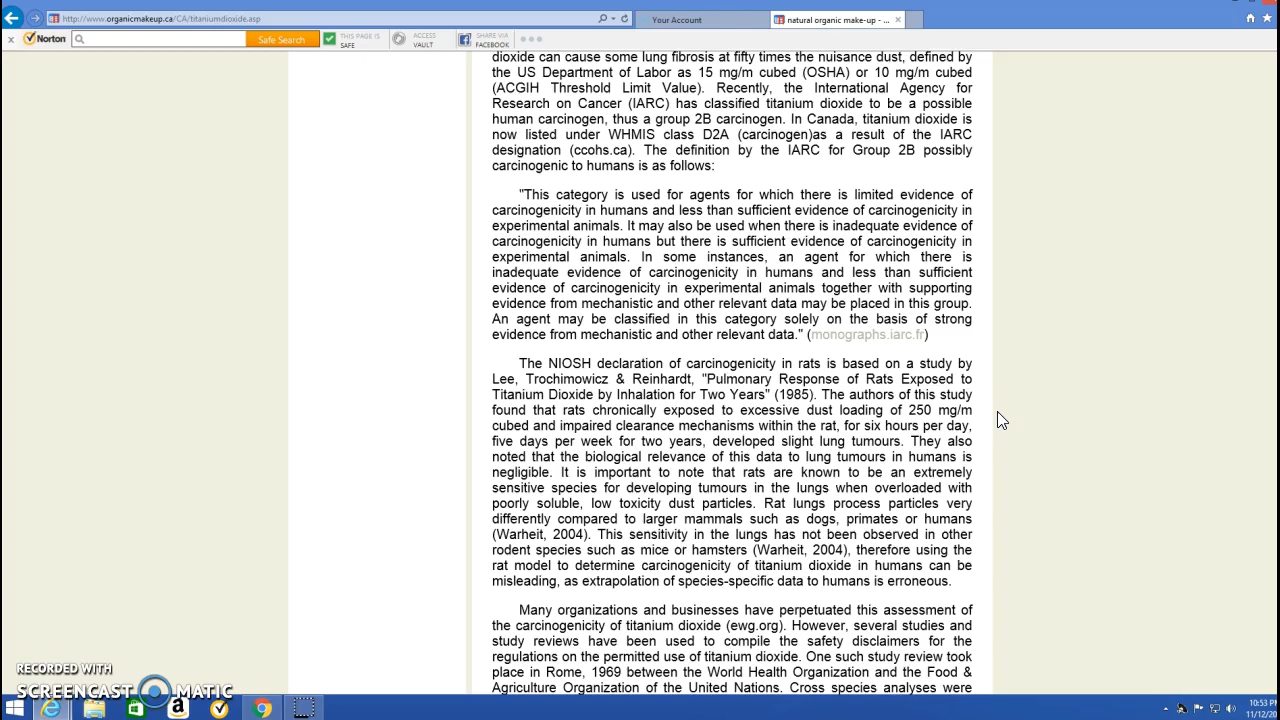 http://www.organicmakeup.ca/CA/titaniumdioxide.asp
Your Account
natural organic make-up - ...
Norton
Safe Search
THIS PAGE IS
SAFE
ACCESS
VAULT
SHARE VIA
FACEBOOK
dioxide can cause some lung fibrosis at fifty times the nuisance dust, defined by
the US Department of Labor as 15 mg/m cubed (OSHA) or 10 mg/m cubed
(ACGIH Threshold Limit Value). Recently, the International Agency for
Research on Cancer (IARC) has classified titanium dioxide to be a possible
human carcinogen, thus a group 2B carcinogen. In Canada, titanium dioxide is
now listed under WHMIS class D2A (carcinogen)as a result of the IARC
designation (ccohs.ca). The definition by the IARC for Group 2B possibly
carcinogenic to humans is as follows:
"This category is used for agents for which there is limited evidence of
carcinogenicity in humans and less than sufficient evidence of carcinogenicity in
experimental animals. It may also be used when there is inadequate evidence of
carcinogenicity in humans but there is sufficient evidence of carcinogenicity in
experimental animals. In some instances, an agent for which there is
inadequate evidence of carcinogenicity in humans and less than sufficient
evidence of carcinogenicity in experimental animals together with supporting
evidence from mechanistic and other relevant data may be placed in this group.
An agent may be classified in this category solely on the basis of strong
evidence from mechanistic and other relevant data." (monographs.iarc.fr)
The NIOSH declaration of carcinogenicity in rats is based on a study by
Lee, Trochimowicz & Reinhardt, "Pulmonary Response of Rats Exposed to
Titanium Dioxide by Inhalation for Two Years" (1985). The authors of this study
found that rats chronically exposed to excessive dust loading of 250 mg/m
cubed and impaired clearance mechanisms within the rat, for six hours per day,
five days per week for two years, developed slight lung tumours. They also
noted that the biological relevance of this data to lung tumours in humans is
negligible. It is important to note that rats are known to be an extremely
sensitive species for developing tumours in the lungs when overloaded with
poorly soluble, low toxicity dust particles. Rat lungs process particles very
differently compared to larger mammals such as dogs, primates or humans
(Warheit, 2004). This sensitivity in the lungs has not been observed in other
rodent species such as mice or hamsters (Warheit, 2004), therefore using the
rat model to determine carcinogenicity of titanium dioxide in humans can be
misleading, as extrapolation of species-specific data to humans is erroneous.
Many organizations and businesses have perpetuated this assessment of
the carcinogenicity of titanium dioxide (ewg.org). However, several studies and
study reviews have been used to compile the safety disclaimers for the
regulations on the permitted use of titanium dioxide. One such study review took
place in Rome, 1969 between the World Health Organization and the Food &
Agriculture Organization of the United Nations. Cross species analyses were
RECORDED WITH
SCREENCAST MATIC
10:53 PM
11/12/20